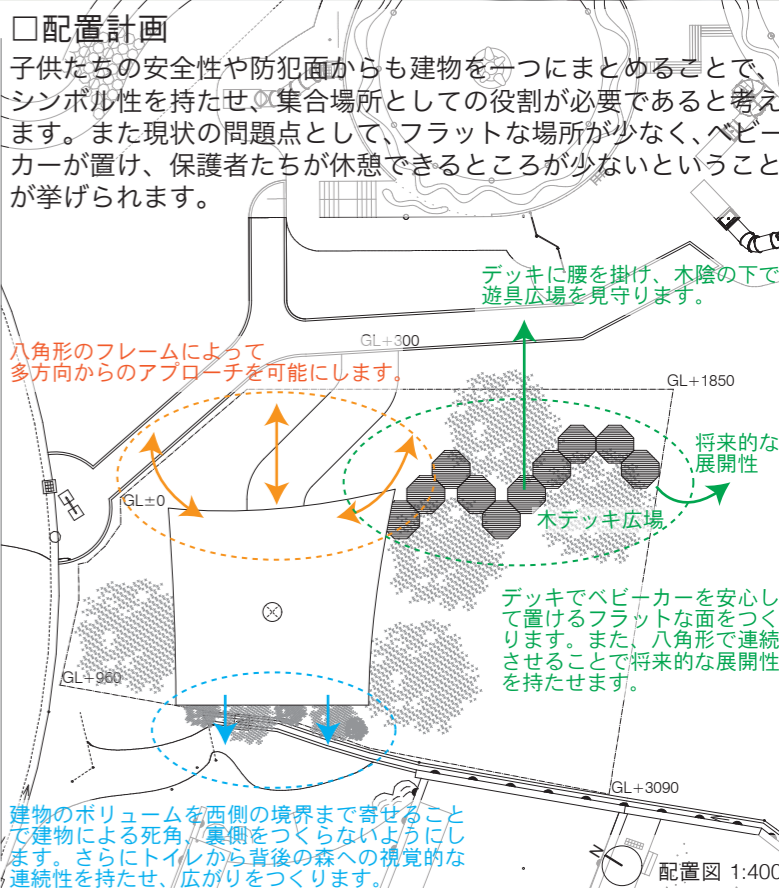 □配置計画
子供たちの安全性や防犯面からも建物を一つにまとめることで、
シンボル性を持たせ、集合場所としての役割が必要であると考え
ます。また現状の問題点として、フラットな場所が少なく、ベビー
カーが置け、保護者たちが休憩できるところが少ないということ
が挙げられます。
デッキに腰を掛け、木陰の下で
遊具広場を見守ります。
GL+300
八角形のフレームによって
多方向からのアプローチを可能にします。
GL+1850
将来的な
展開性
GL±0
木デッキ広場
デッキでベビーカーを安心し
て置けるフラットな面をつく
ります。また、八角形で連続
させることで将来的な展開性
を持たせます。
GL+960
GL+3090
建物のボリュームを西側の境界まで寄せること
で建物による死角、裏側をつくらないようにし
ます。さらにトイレから背後の森への視覚的な
連続性を持たせ、広がりをつくります。
N
配置図 1:400